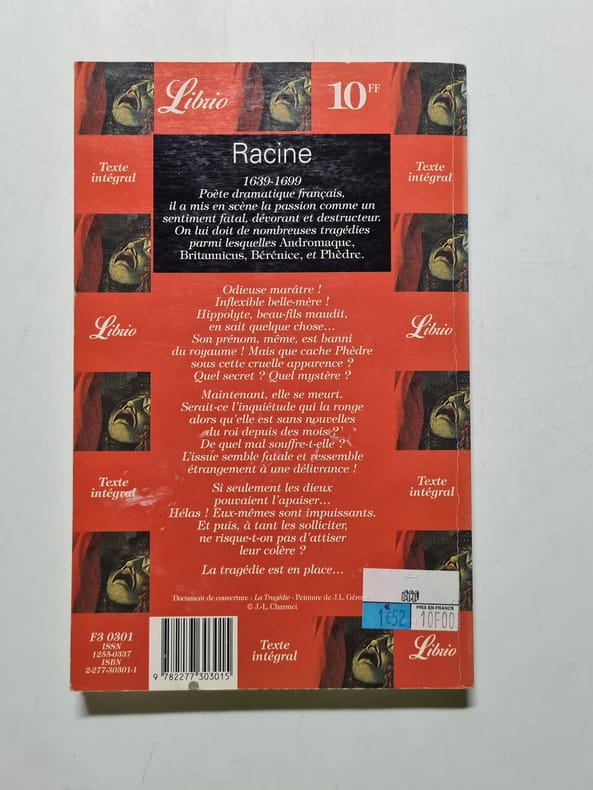 Librio
10FF
Texte
intégral
Texte
intégral
Racine
1639-1699
Poète dramatique français,
il a mis en scène la passion comme un
sentiment fatal, dévorant et destructeur.
On lui doit de nombreuses tragédies
parmi lesquelles Andromaque,
Britannicus, Bérénice, et Phèdre.
Odieuse marâtre !
Inflexible belle-mère !
Hippolyte, beau-fils maudit,
en sait quelque chose…
Son prénom, même, est banni
du royaume ! Mais que cache Phèdre
sous cette cruelle apparence ?
Quel secret ? Quel mystère ?
Librio
Librio
Maintenant, elle se meurt.
Serait-ce l'inquiétude qui la ronge
alors qu'elle est sans nouvelles
du roi depuis des mois ?
De quel mal souffre-t-elle ?
L'issue semble fatale et ressemble
étrangement à une délivrance !
Texte
intégral
Texte
intégral
Si seulement les dieux
pouvaient l'apaiser…
Hélas ! Eux-mêmes sont impuissants.
Et puis, à tant les solliciter,
ne risque-t-on pas d'attiser
leur colère ?
La tragédie est en place…
Document de couverture : La Tragédie - Peinture de J.L.
© J.-L. Charmet
€
1€52
PRIX EN FRANCE
10F00
F3 0301
ISSN
1255-0337
ISBN
2-277-30301-1
9 782277 303015
Texte
intégral
Librio